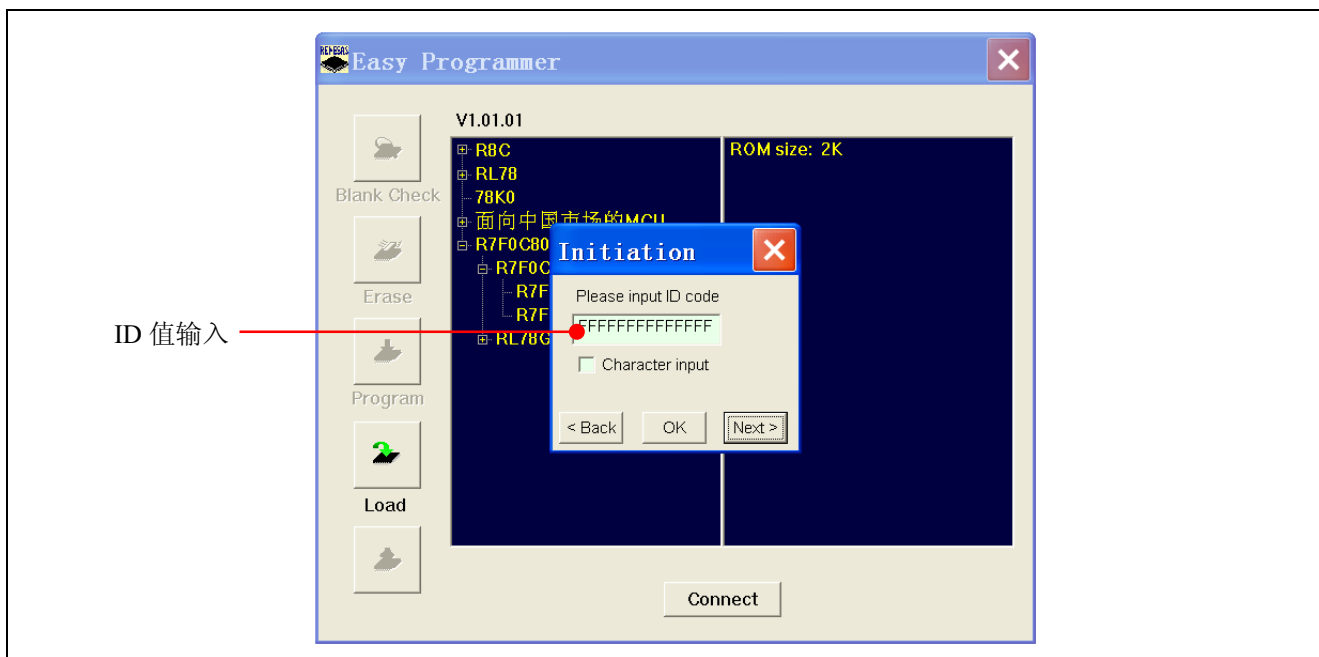 RENESAS
Easy Programmer
V1.01.01
R8C
RL78
78K0
面向中国市场的MCU
R7F0C80
R7F0C
R7F
R7F
RL78G
ROM size: 2K
Blank Check
Erase
Program
Load
Initiation
Please input ID code
FFFFFFFFFFFFFF
Character input
< Back
OK
Next >
Connect
ID 值输入